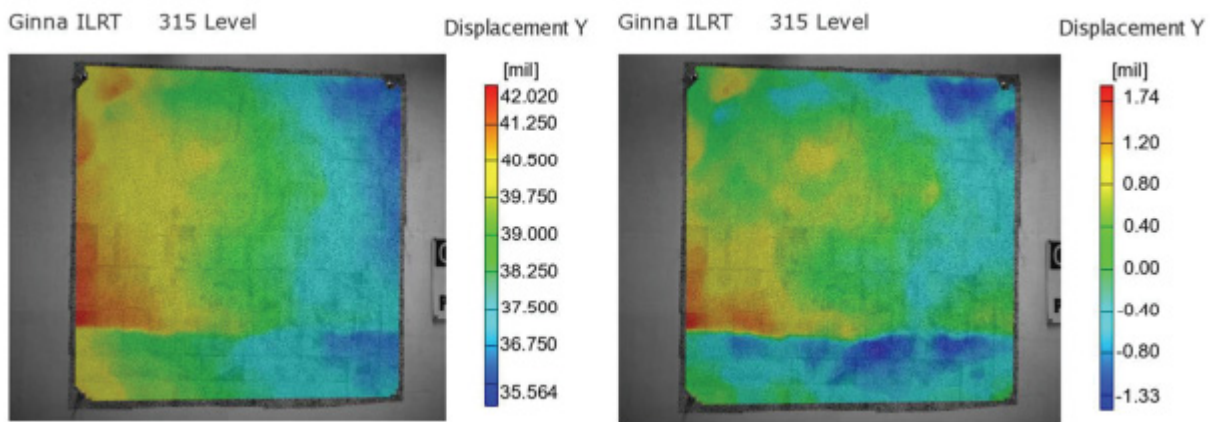 Ginna ILRT 315 Level
Displacement Y
[mil]
42.020
41.250
40.500
39.750
39.000
38.250
37.500
36.750
35.564
Ginna ILRT 315 Level
Displacement Y
[mil]
1.74
1.20
0.80
0.40
0.00
-0.40
-0.80
-1.33